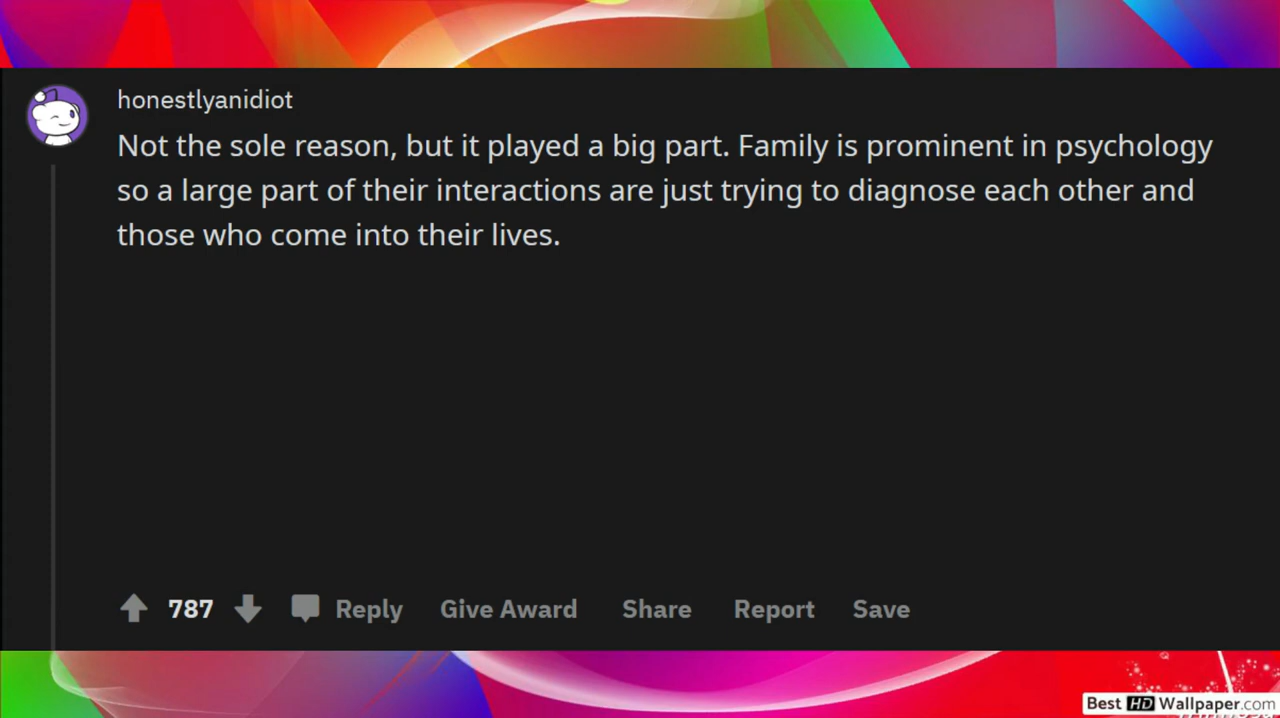 honestlyanidiot
Not the sole reason, but it played a big part. Family is prominent in psychology
so a large part of their interactions are just trying to diagnose each other and
those who come into their lives.
787 Reply Give Award Share Report Save
Best HD Wallpaper.com